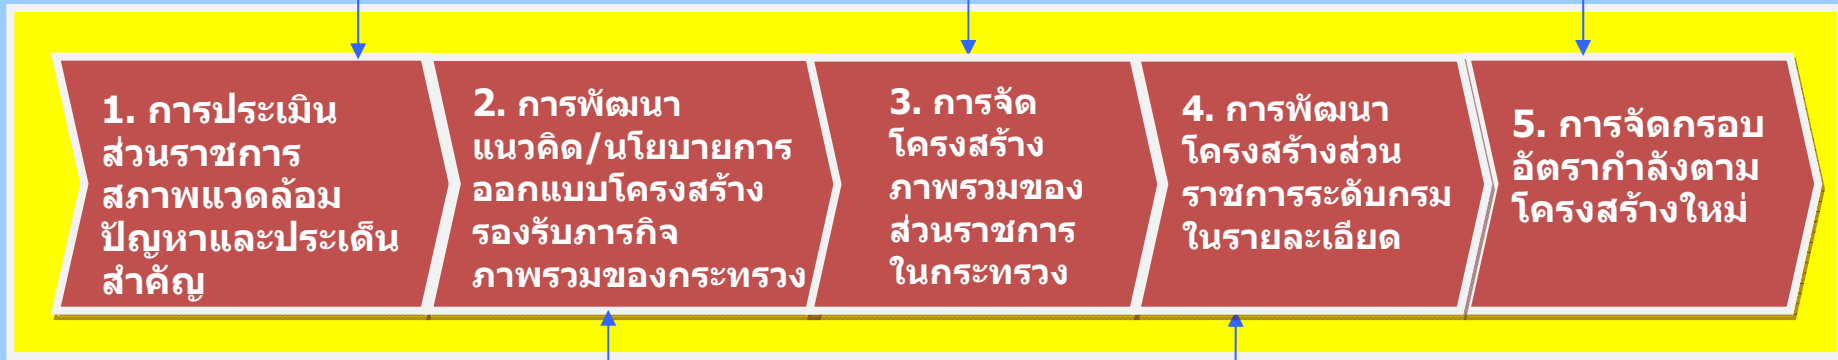 1. การประเมิน
ส่วนราชการ
สภาพแวดล้อม
ปัญหาและประเด็น
สำคัญ
2. การพัฒนา
แนวคิด/นโยบายการ
ออกแบบโครงสร้าง
รองรับภารกิจ
ภาพรวมของกระทรวง
3. การจัด
โครงสร้าง
ภาพรวมของ
ส่วนราชการ
ในกระทรวง
4. การพัฒนา
โครงสร้างส่วน
ราชการระดับกรม
ในรายละเอียด
5. การจัดกรอบ
อัตรากำลังตาม
โครงสร้างใหม่